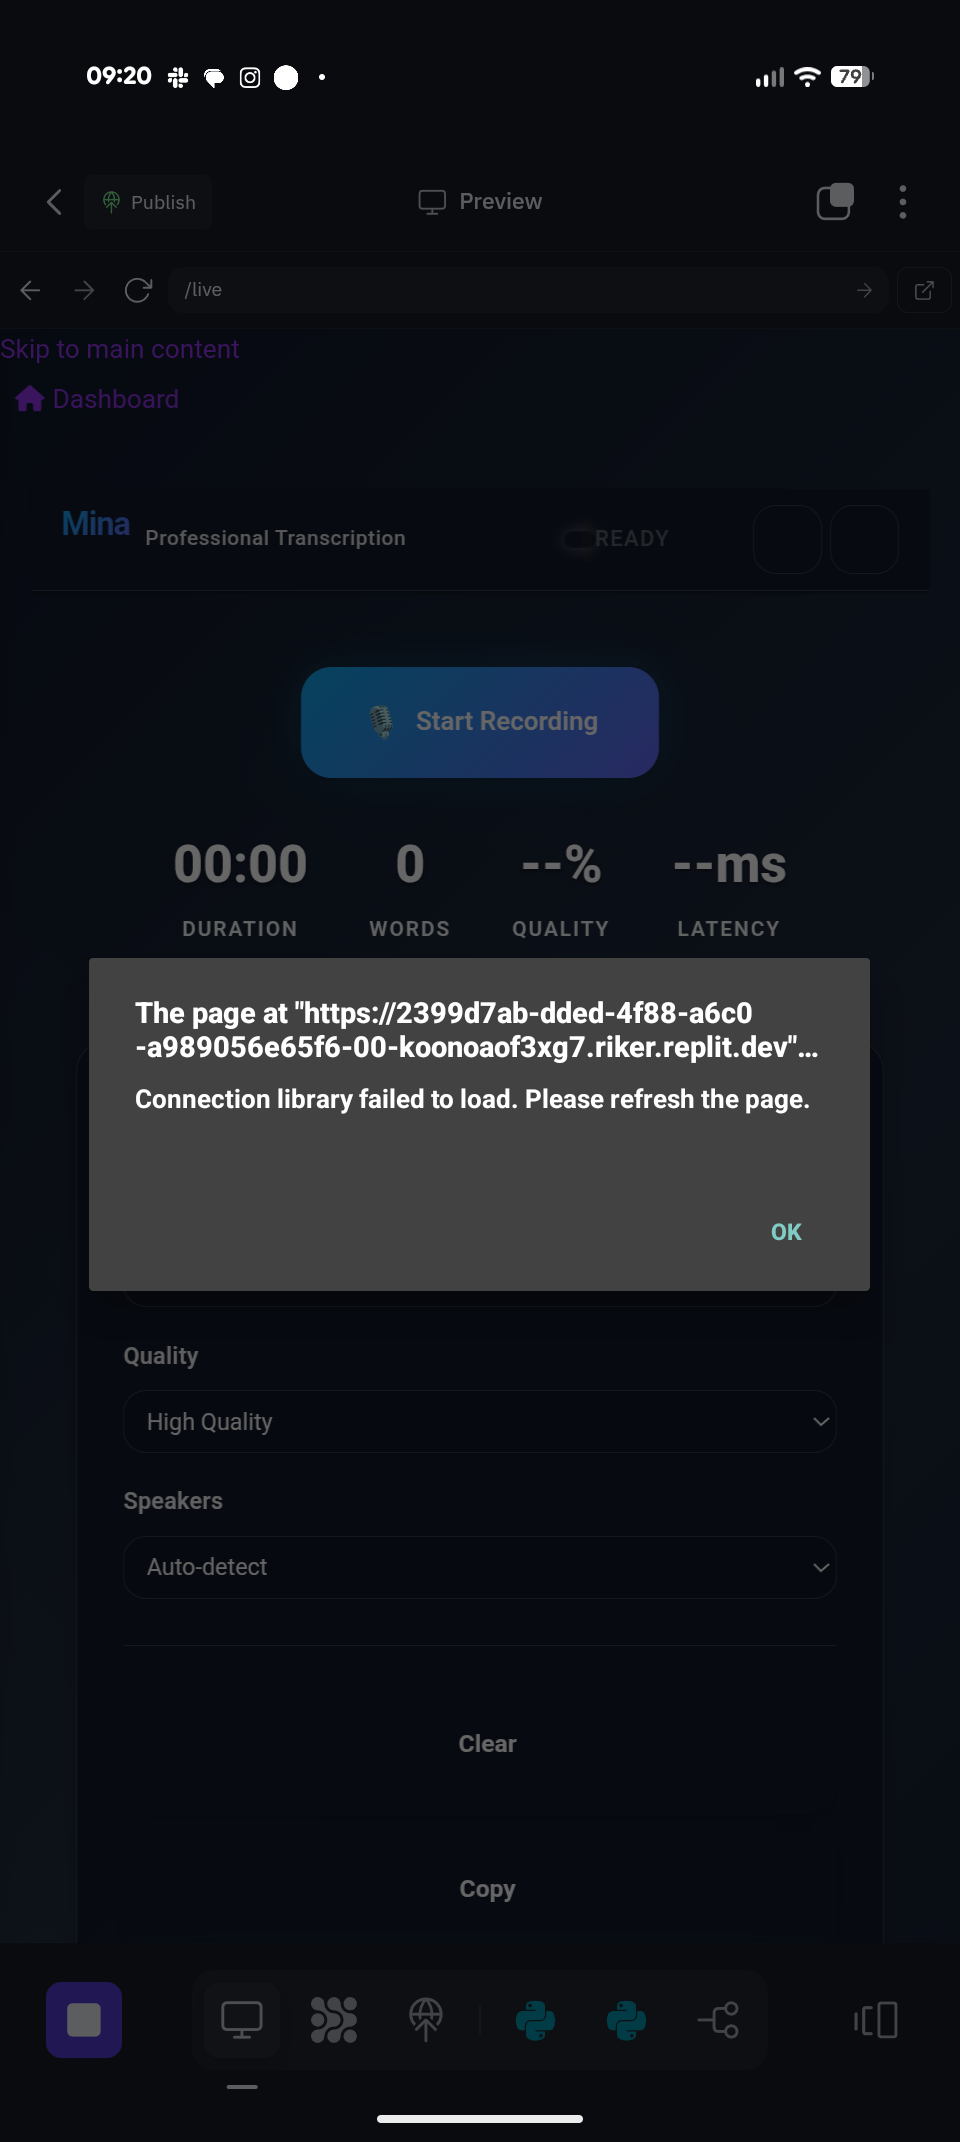 09:20
79
Publish
Preview
/live
Skip to main content
Dashboard
Mina
Professional Transcription
READY
Start Recording
00:00
0
--%
--ms
DURATION
WORDS
QUALITY
LATENCY
The page at "https://2399d7ab-dded-4f88-a6c0
-a989056e65f6-00-koonoaof3xg7.riker.replit.dev"...
Connection library failed to load. Please refresh the page.
OK
Quality
High Quality
Speakers
Auto-detect
Clear
Copy